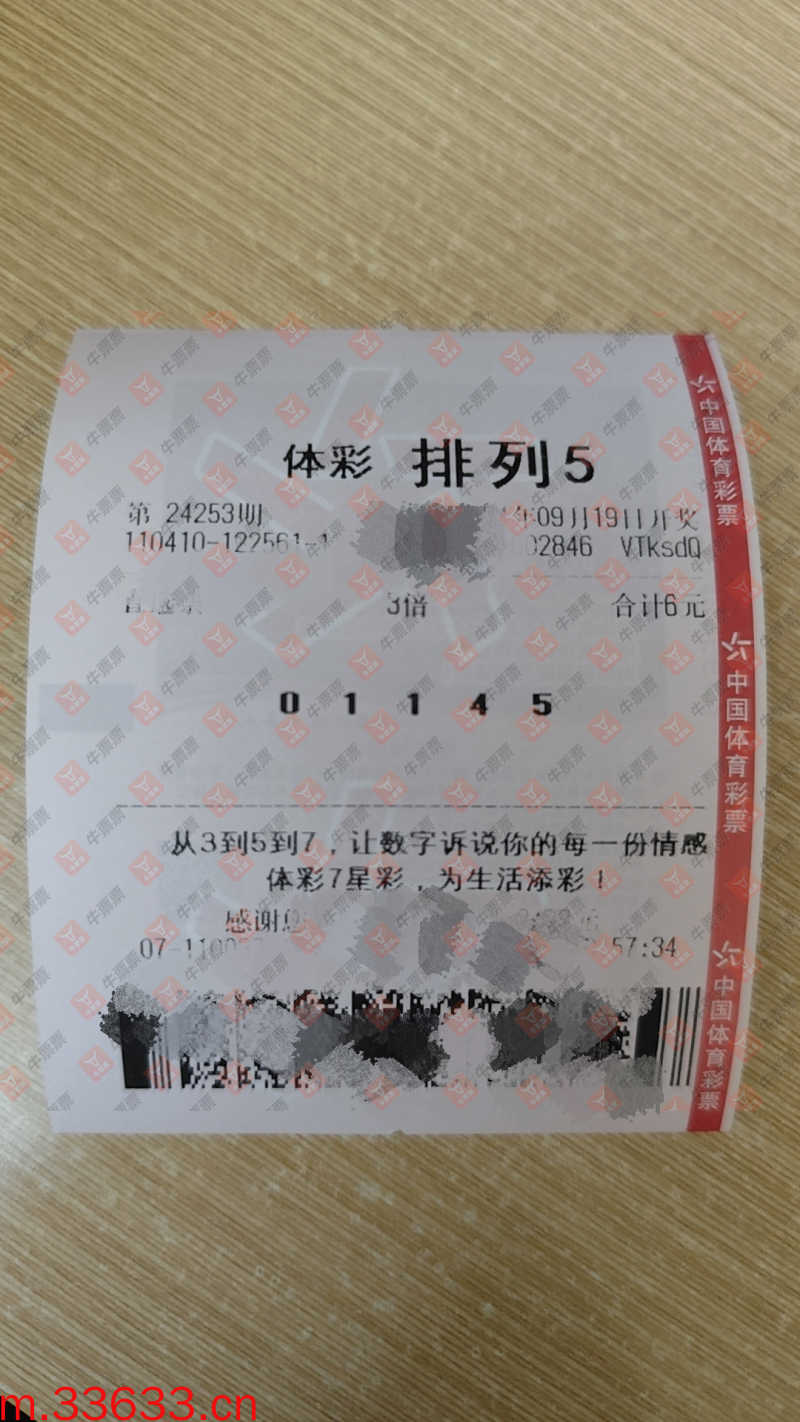 体彩 排列5
第 24253期
年09月19日开奖
110410-122561-1
02846 VTksdQ
3倍
合计6元
0 1 1 4 5
从3到5到7，让数字诉说你的每一份情感
体彩7星彩，为生活添彩！
感谢您
07-1100
57:34
中国体育彩票
中国体育彩票
中国体育彩票
牛票票
m.33633.cn